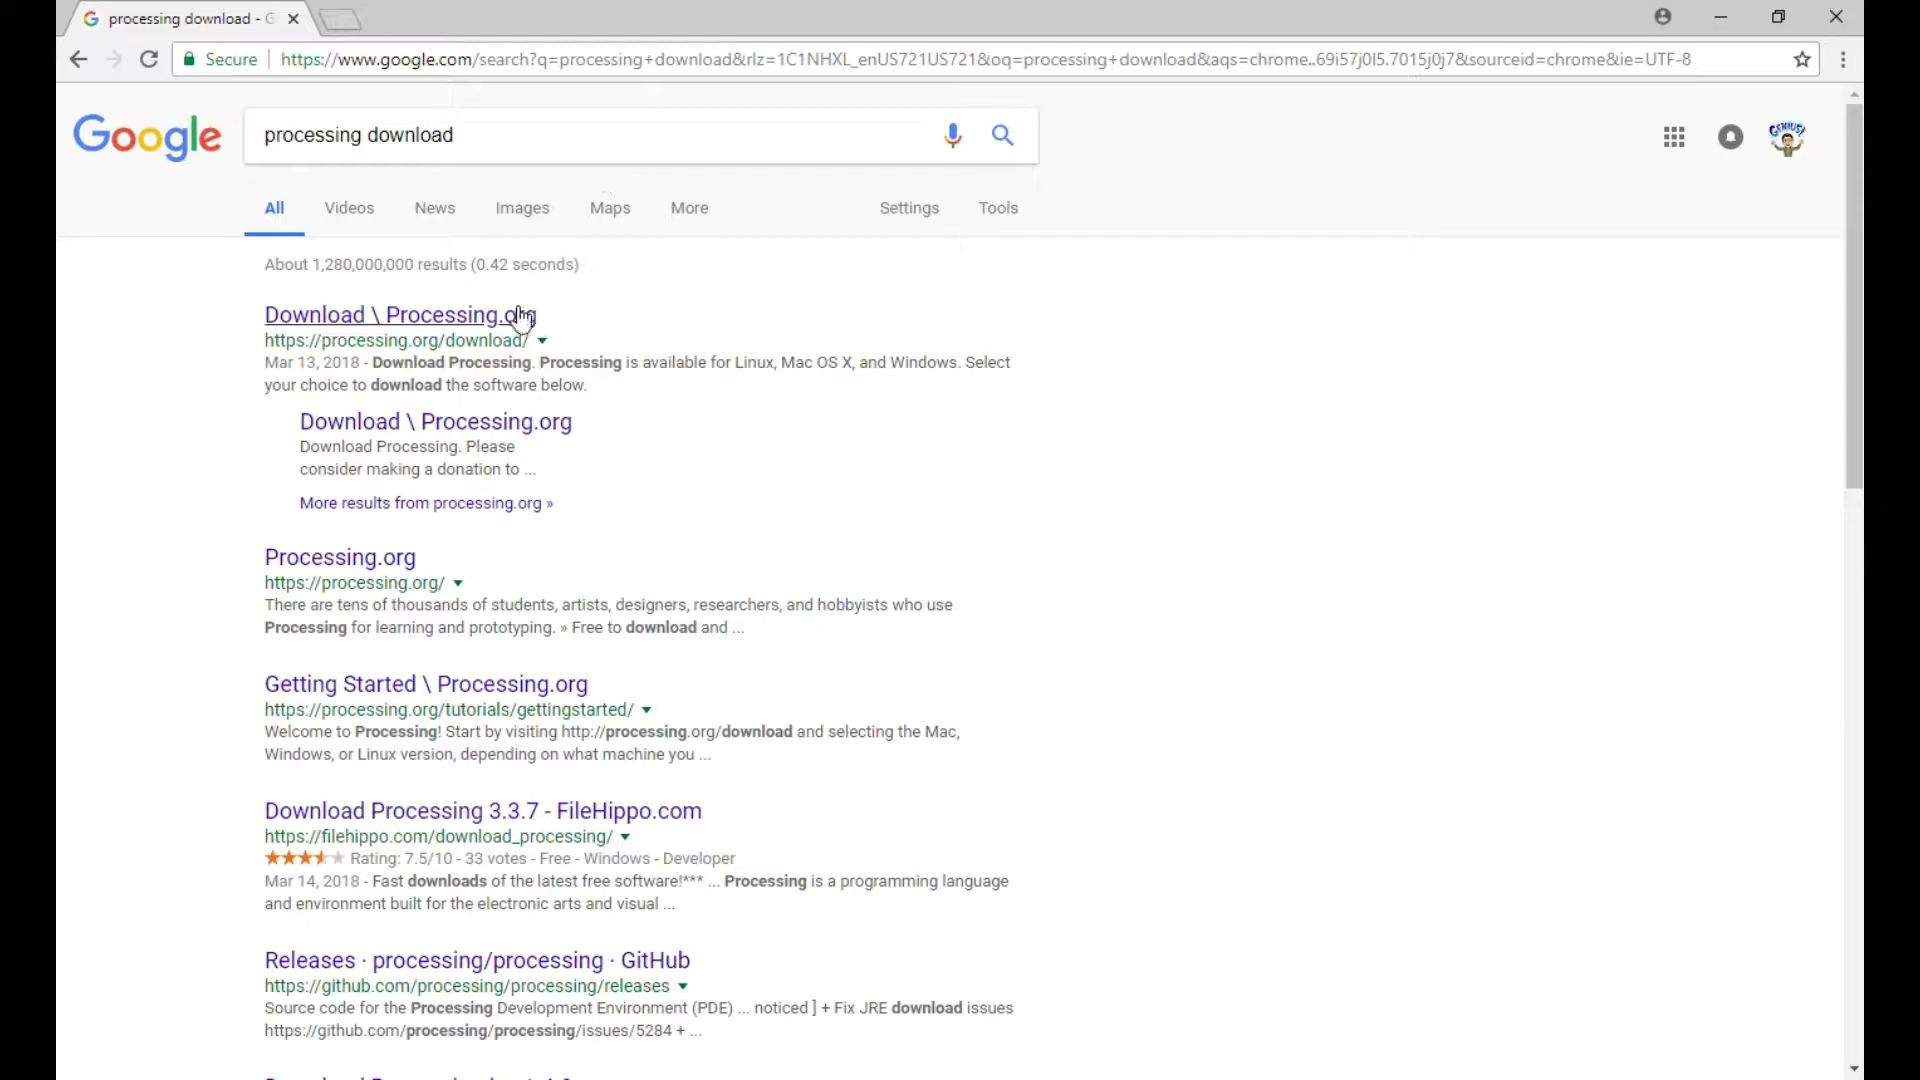 processing download - G
Secure
https://www.google.com/search?q=processing+download&rlz=1C1NHXL_enUS721US721&oq=processing+download&aqs=chrome..69i57j0l5.7015j0j7&sourceid=chrome&ie=UTF-8
Google
processing download
GENIUS!
All Videos News Images Maps More Settings Tools
About 1,280,000,000 results (0.42 seconds)
Download \ Processing.org
https://processing.org/download/
Mar 13, 2018 - Download Processing. Processing is available for Linux, Mac OS X, and Windows. Select
your choice to download the software below.
Download \ Processing.org
Download Processing. Please
consider making a donation to ...
More results from processing.org »
Processing.org
https://processing.org/
There are tens of thousands of students, artists, designers, researchers, and hobbyists who use
Processing for learning and prototyping. » Free to download and ...
Getting Started \ Processing.org
https://processing.org/tutorials/gettingstarted/
Welcome to Processing! Start by visiting http://processing.org/download and selecting the Mac,
Windows, or Linux version, depending on what machine you ...
Download Processing 3.3.7 - FileHippo.com
https://filehippo.com/download_processing/
Rating: 7.5/10 - 33 votes - Free - Windows - Developer
Mar 14, 2018 - Fast downloads of the latest free software!*** ... Processing is a programming language
and environment built for the electronic arts and visual ...
Releases · processing/processing · GitHub
https://github.com/processing/processing/releases
Source code for the Processing Development Environment (PDE) ... noticed ] + Fix JRE download issues
https://github.com/processing/processing/issues/5284 + ...